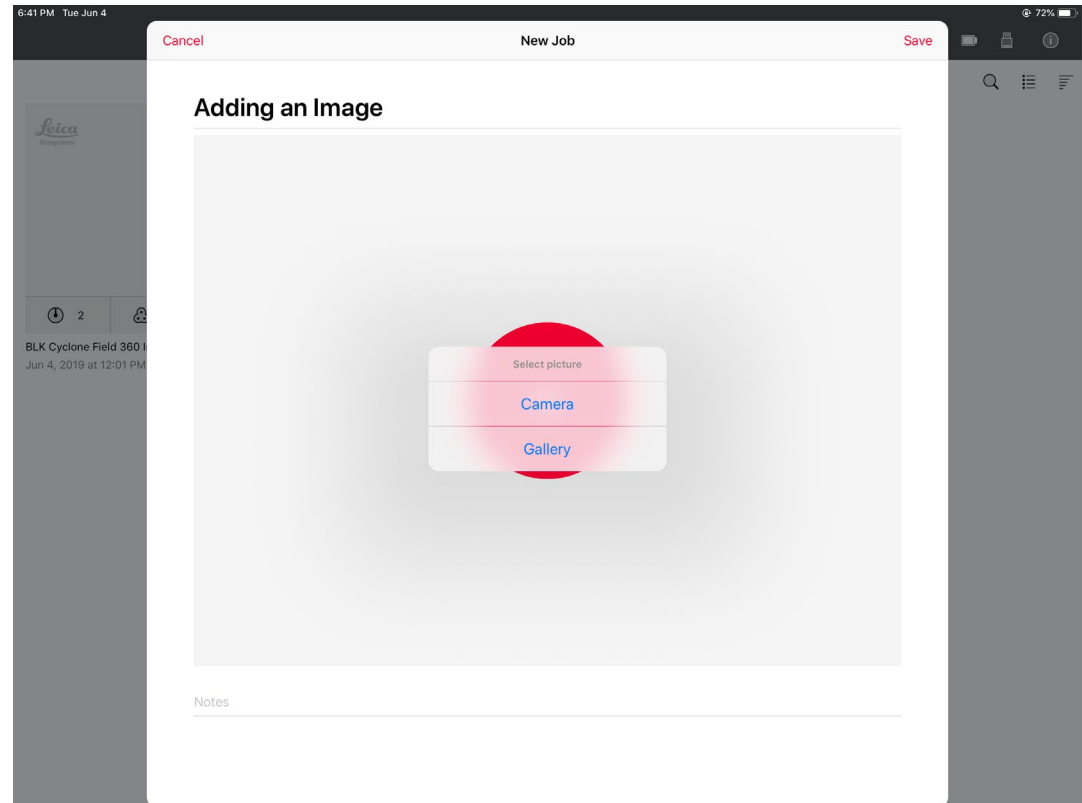 6:41 PM Tue Jun 4
72%
Cancel
New Job
Save
Adding an Image
Leica
Geosystems
Select picture
Camera
Gallery
2
BLK Cyclone Field 360
Jun 4, 2019 at 12:01 PM
Notes